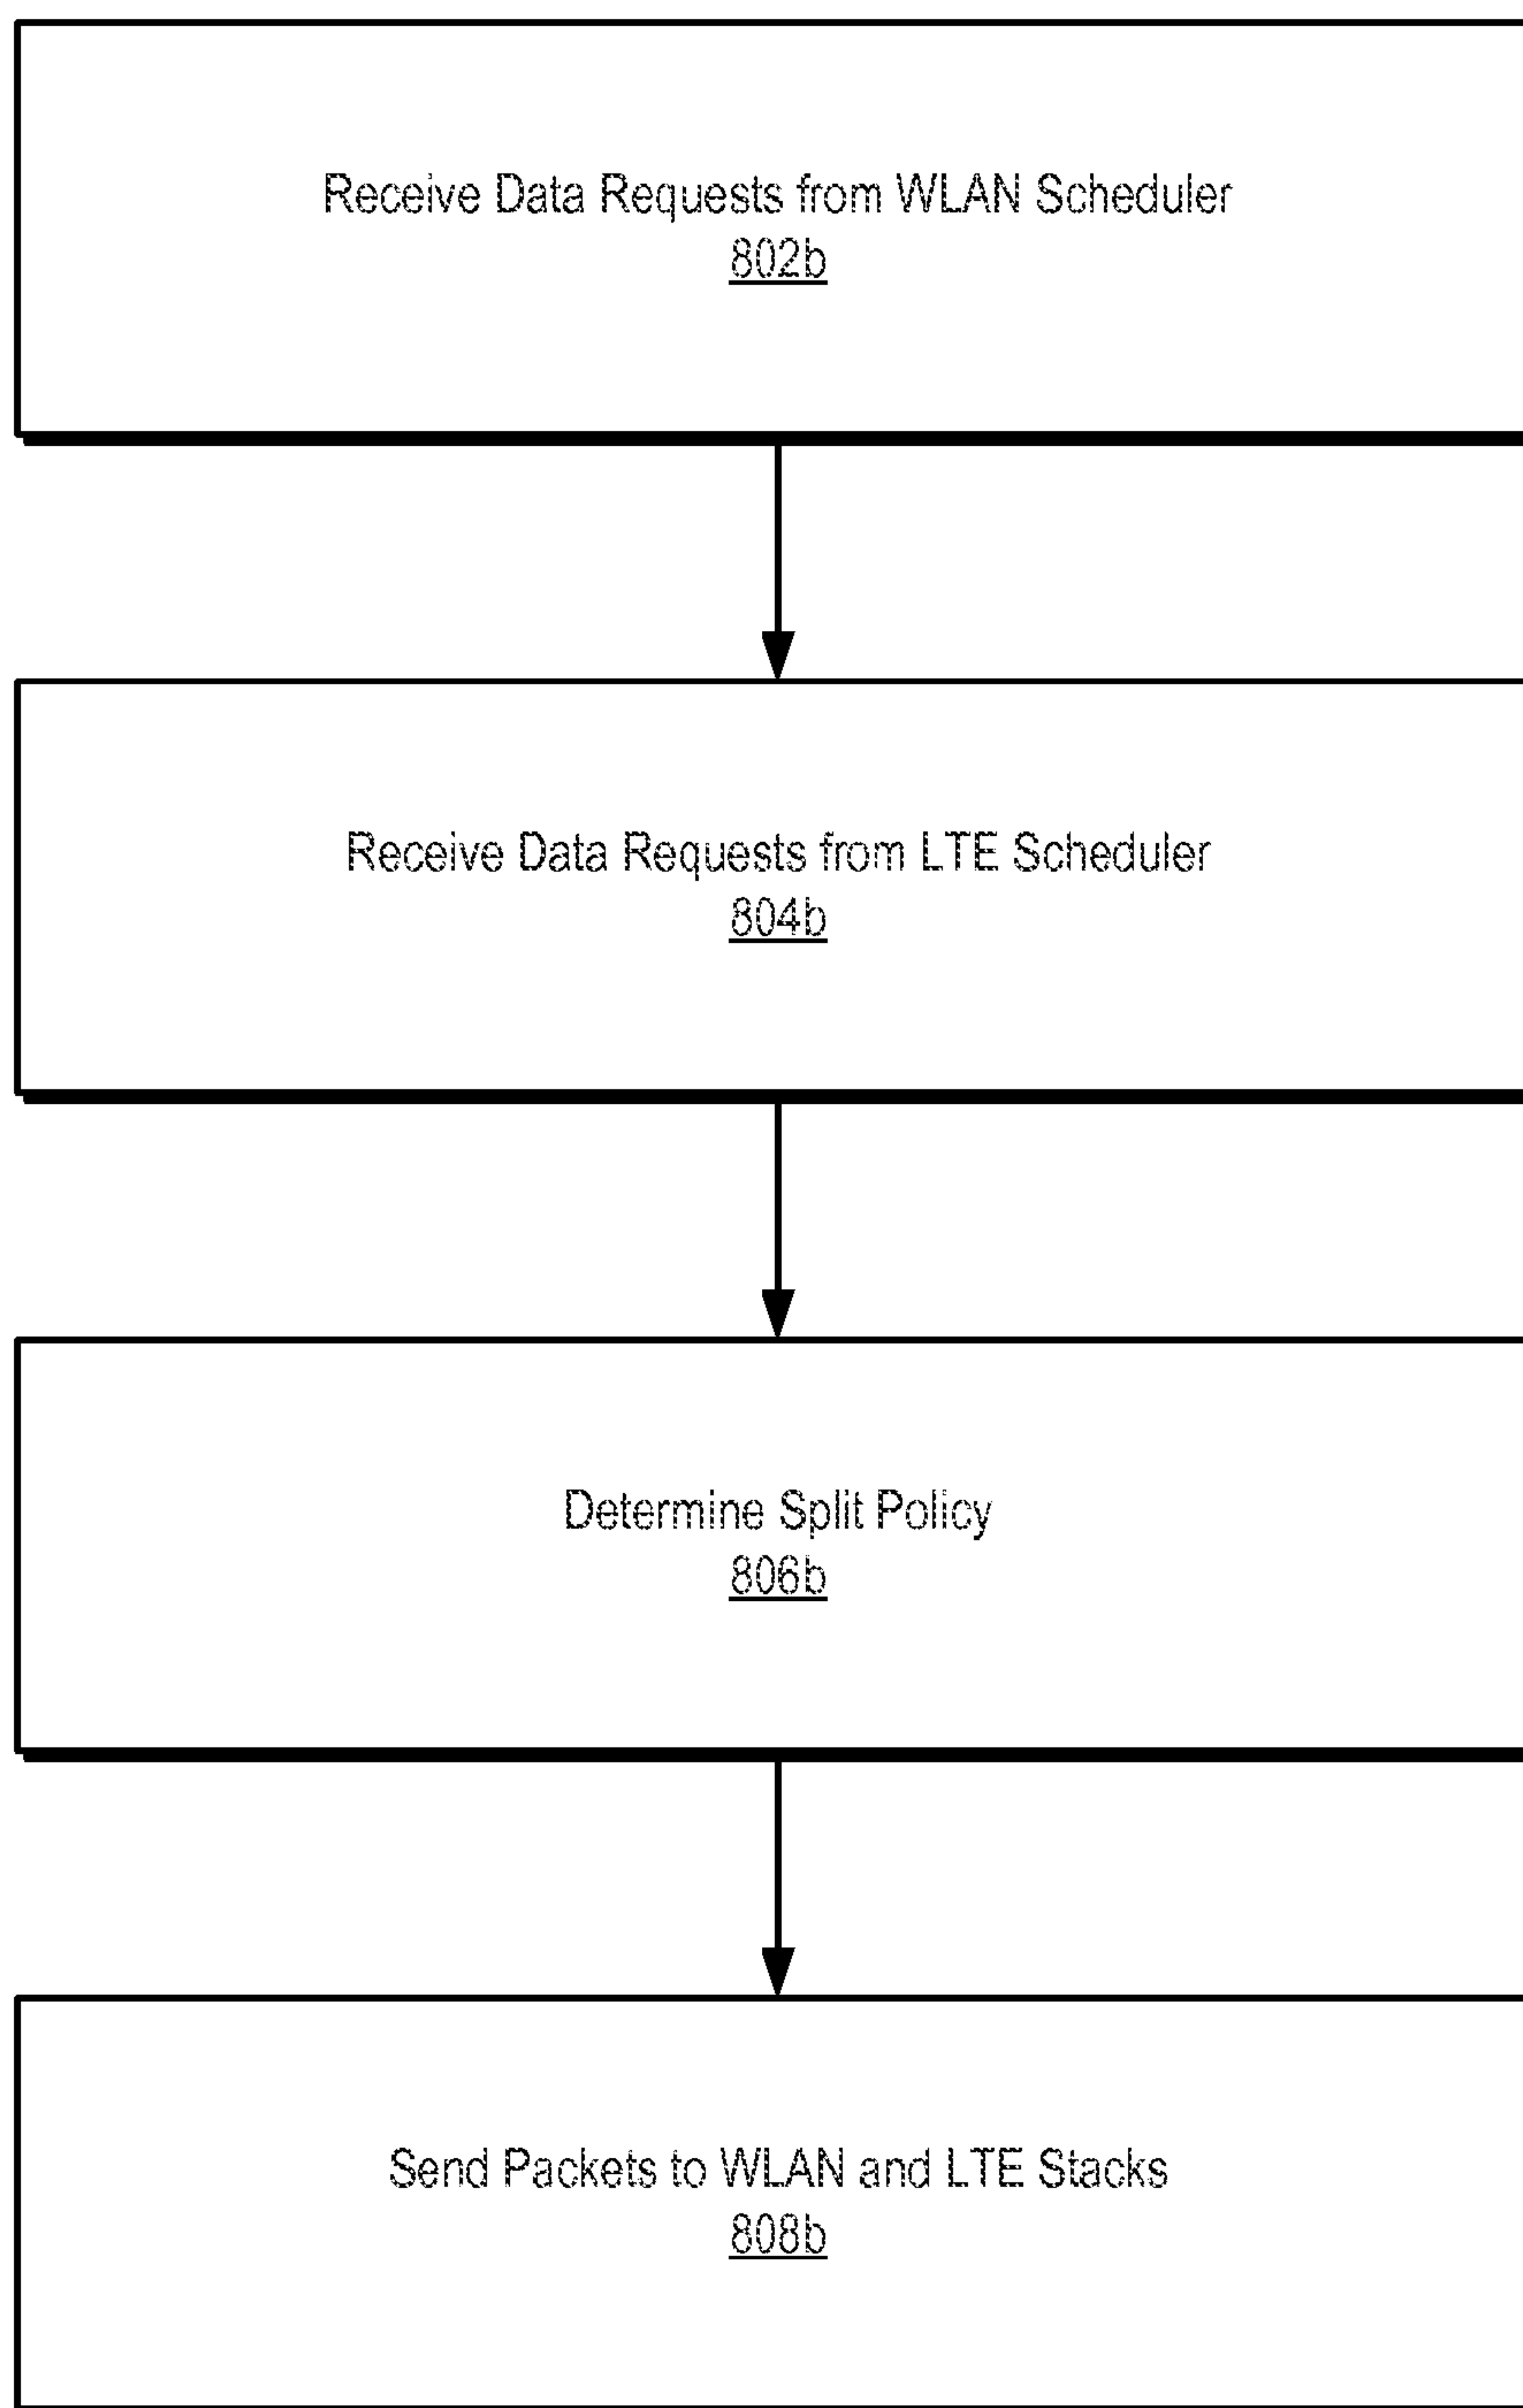 Receive Data Requests from WLAN Scheduler
802b
Receive Data Requests from LTE Scheduler
804b
Determine Split Policy
806b
Send Packets to WLAN and LTE Stacks
808b